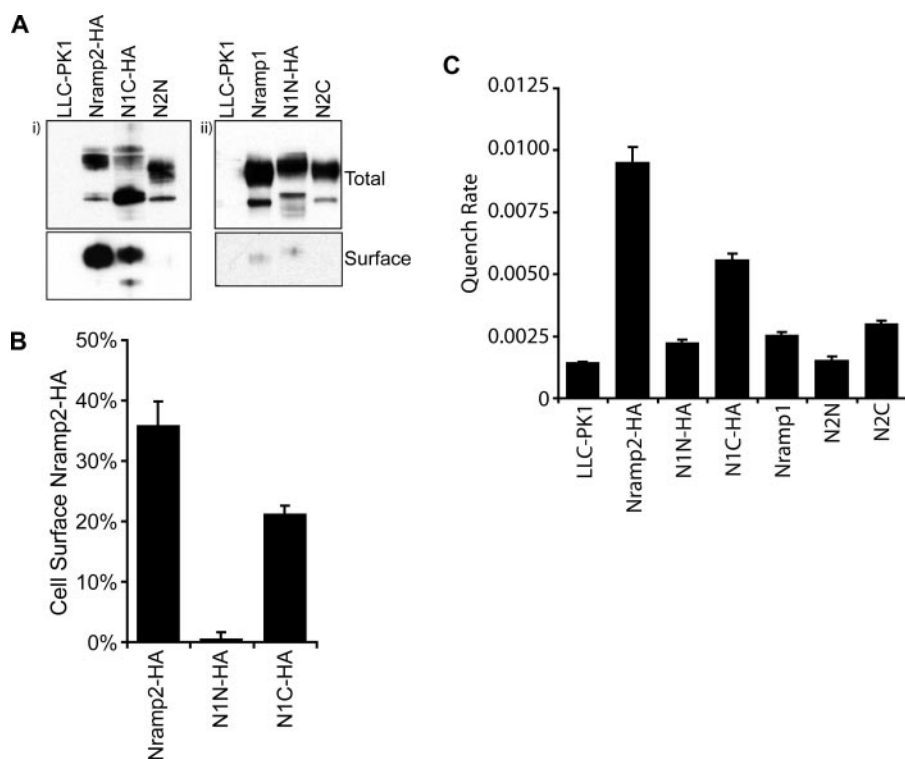 A
LLC-PK1
Nramp2-HA
N1C-HA
N2N
LLC-PK1
Nramp1
N1N-HA
N2C
i)
ii)
Total
Surface
B
50%
40%
30%
20%
10%
0%
Cell Surface Nramp2-HA
Nramp2-HA
N1N-HA
N1C-HA
C
0.0125
0.0100
0.0075
0.0050
0.0025
0
Quench Rate
LLC-PK1
Nramp2-HA
N1N-HA
N1C-HA
Nramp1
N2N
N2C